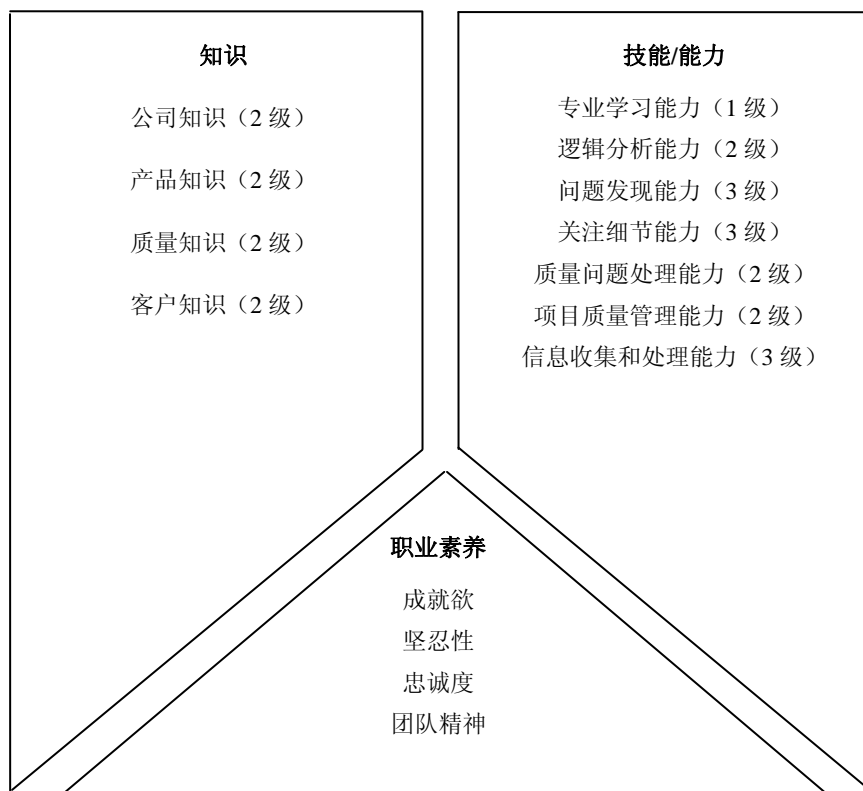 知识
公司知识（2 级）
产品知识（2 级）
质量知识（2 级）
客户知识（2 级）
技能/能力
专业学习能力（1 级）
逻辑分析能力（2 级）
问题发现能力（3 级）
关注细节能力（3 级）
质量问题处理能力（2 级）
项目质量管理能力（2 级）
信息收集和处理能力（3 级）
职业素养
成就欲
坚忍性
忠诚度
团队精神